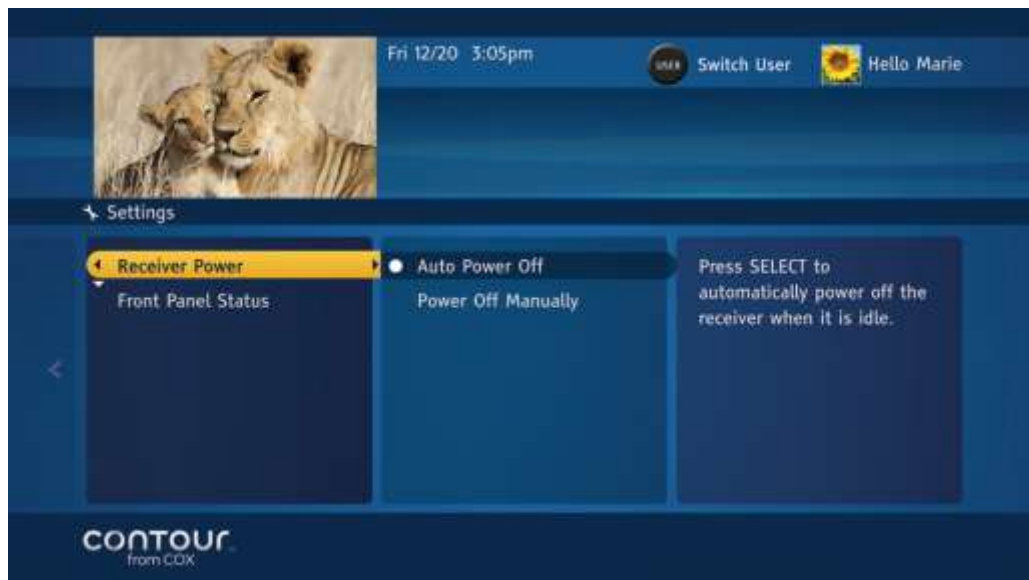 Fri 12/20 3:05pm
USER Switch User
Hello Marie
Settings
Receiver Power
Front Panel Status
Auto Power Off
Power Off Manually
Press SELECT to
automatically power off the
receiver when it is idle.
contour
from COX